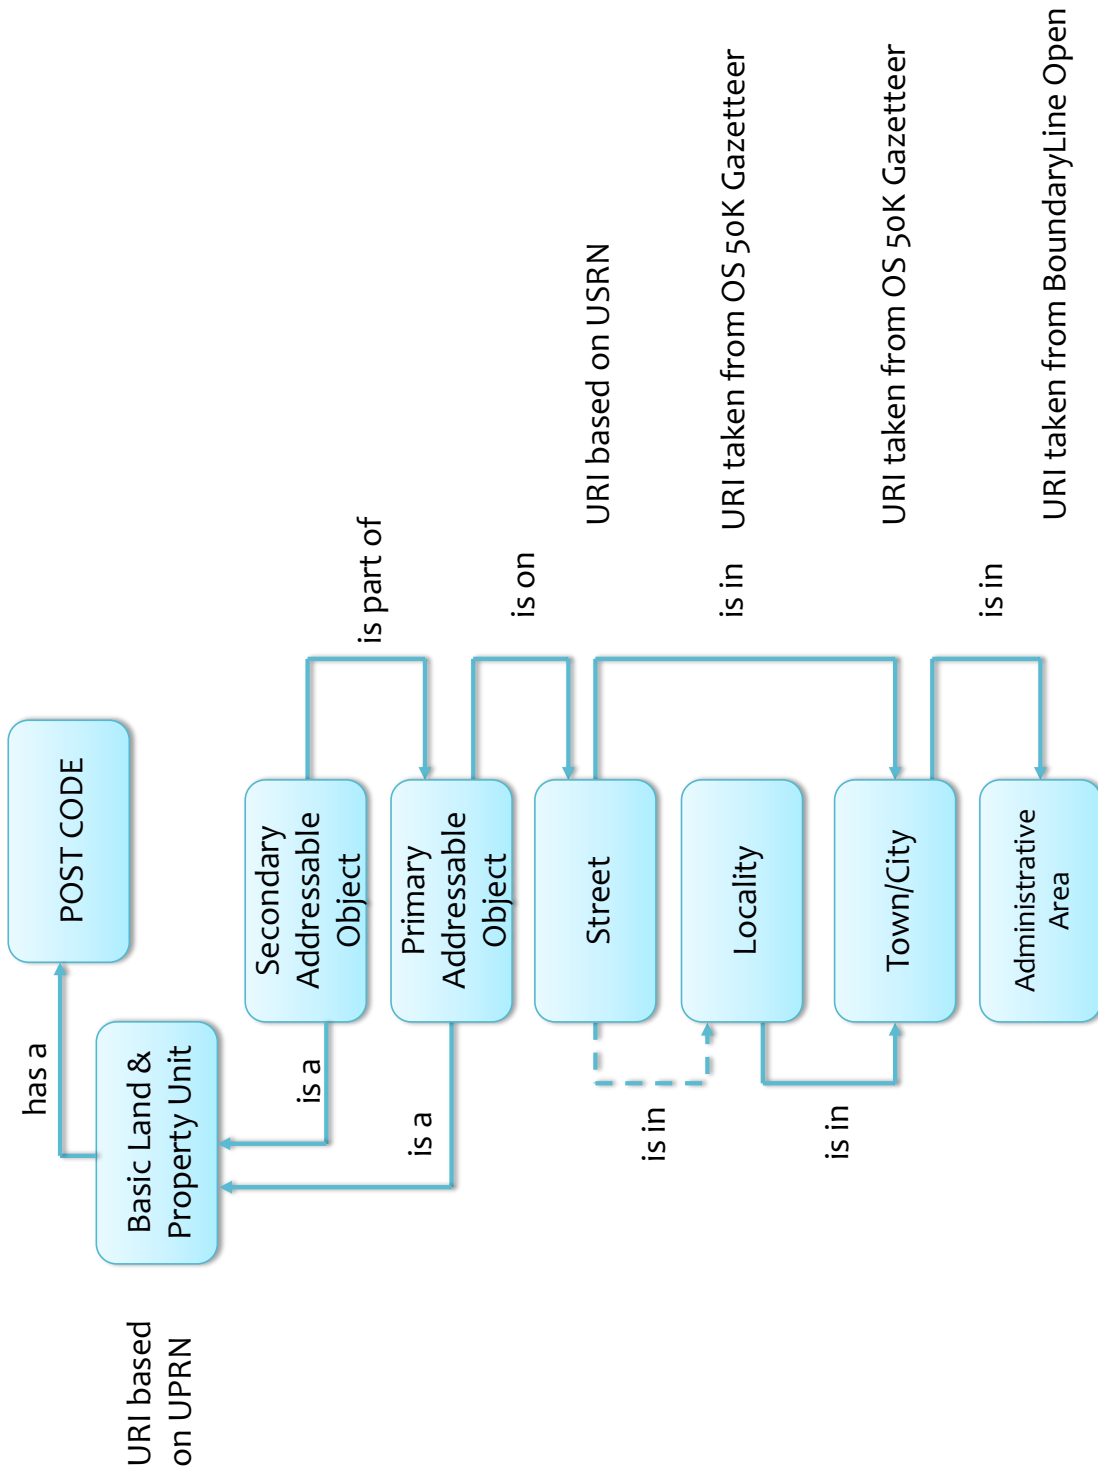 POST CODE
has a
URI based
on UPRN
Basic Land &
Property Unit
is a
is a
Secondary
Addressable
Object
is part of
Primary
Addressable
Object
is on
Street
URI based on USRN
is in
Locality
is in
URI taken from OS 50K Gazetteer
is in
Town/City
URI taken from OS 50K Gazetteer
is in
Administrative
Area
URI taken from BoundaryLine Open